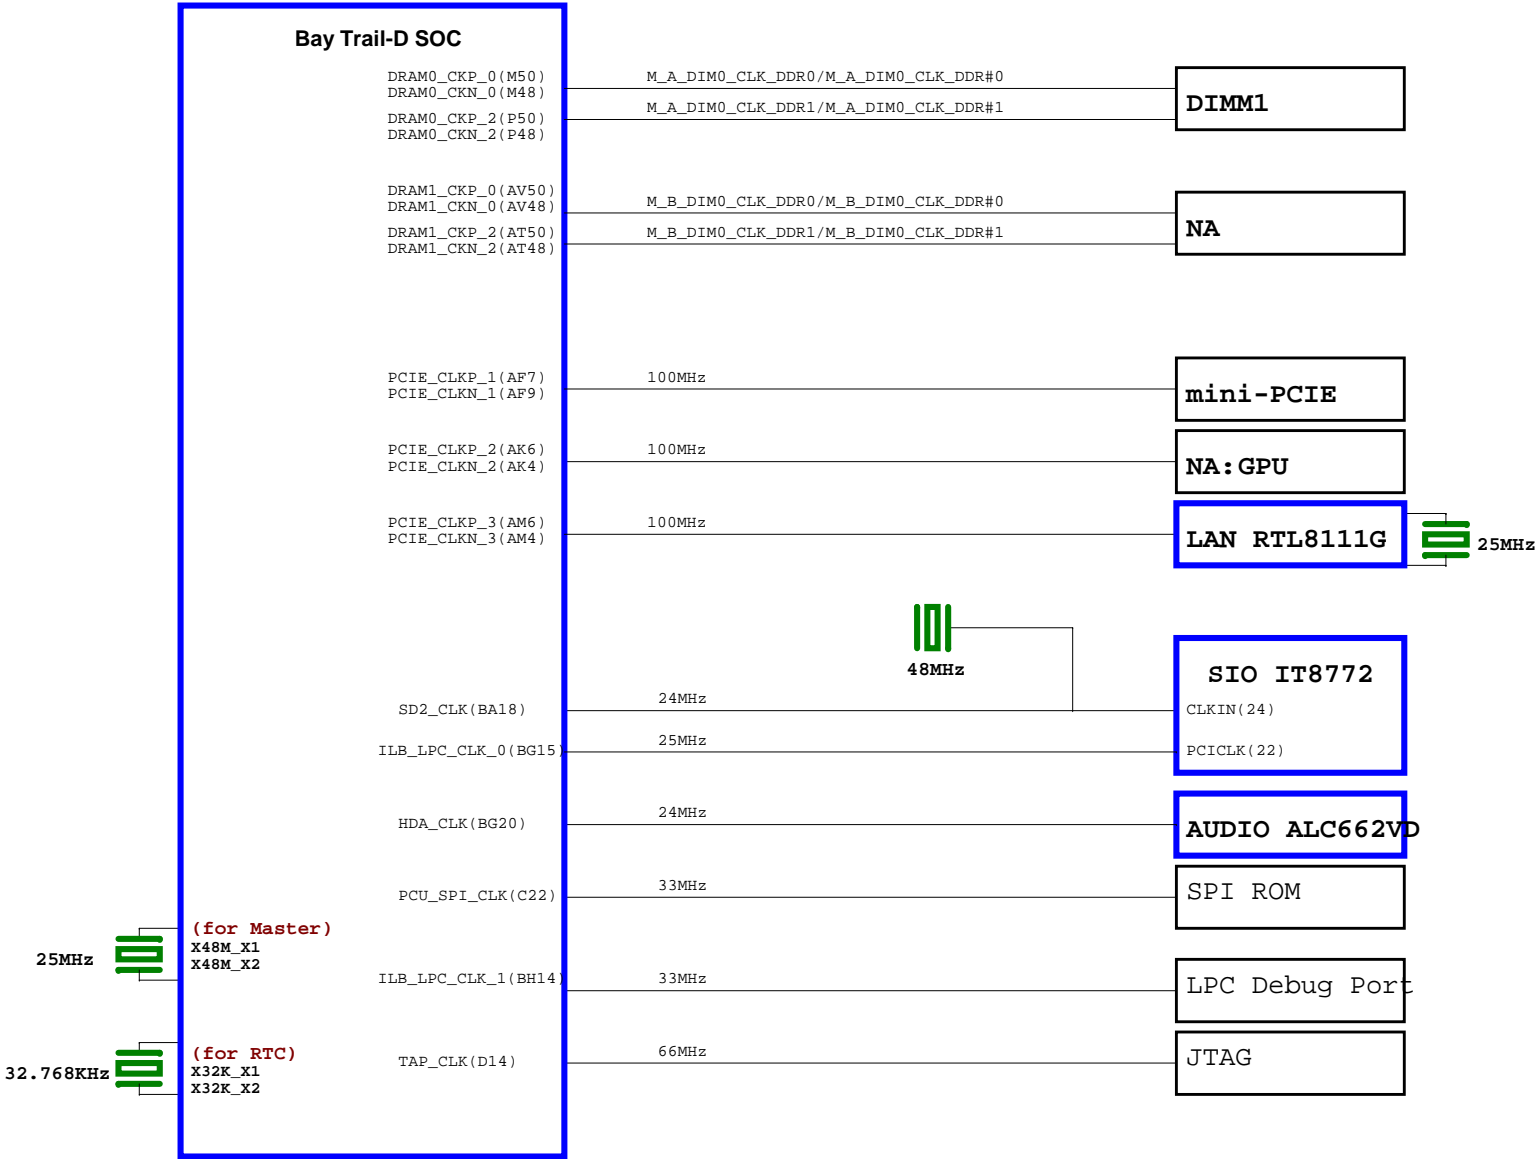 Bay Trail-D SOC
DRAM0_CKP_0(M50)
DRAM0_CKN_0(M48)
M_A_DIM0_CLK_DDR0/M_A_DIM0_CLK_DDR#0
DRAM0_CKP_2(P50)
DRAM0_CKN_2(P48)
M_A_DIM0_CLK_DDR1/M_A_DIM0_CLK_DDR#1
DIMM1
DRAM1_CKP_0(AV50)
DRAM1_CKN_0(AV48)
M_B_DIM0_CLK_DDR0/M_B_DIM0_CLK_DDR#0
DRAM1_CKP_2(AT50)
DRAM1_CKN_2(AT48)
M_B_DIM0_CLK_DDR1/M_B_DIM0_CLK_DDR#1
NA
PCIE_CLKP_1(AF7)
PCIE_CLKN_1(AF9)
100MHz
mini-PCIE
PCIE_CLKP_2(AK6)
PCIE_CLKN_2(AK4)
100MHz
NA:GPU
PCIE_CLKP_3(AM6)
PCIE_CLKN_3(AM4)
100MHz
LAN RTL8111G
25MHz
48MHz
SIO IT8772
SD2_CLK(BA18)
24MHz
CLKIN(24)
ILB_LPC_CLK_0(BG15)
25MHz
PCICLK(22)
HDA_CLK(BG20)
24MHz
AUDIO ALC662VD
PCU_SPI_CLK(C22)
33MHz
SPI ROM
25MHz
(for Master)
X48M_X1
X48M_X2
ILB_LPC_CLK_1(BH14)
33MHz
LPC Debug Port
32.768KHz
(for RTC)
X32K_X1
X32K_X2
TAP_CLK(D14)
66MHz
JTAG